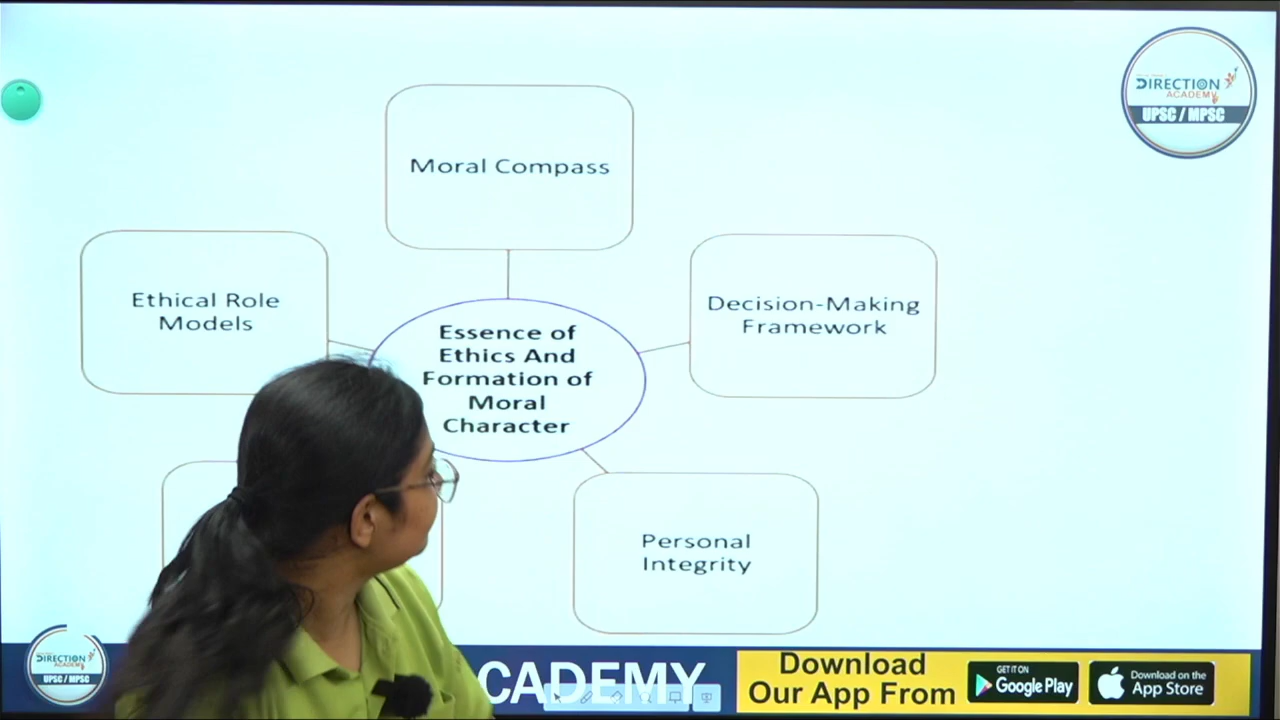 DIRECTION
ACADEMY
UPSC / MPSC
Moral Compass
Ethical Role
Models
Decision-Making
Framework
Essence of
Ethics And
Formation of
Moral
Character
Personal
Integrity
DIRECTION
ACADEMY
UPSC / MPSC
CADEMY
Download
Our App From
GET IT ON
Google Play
Download on the
App Store